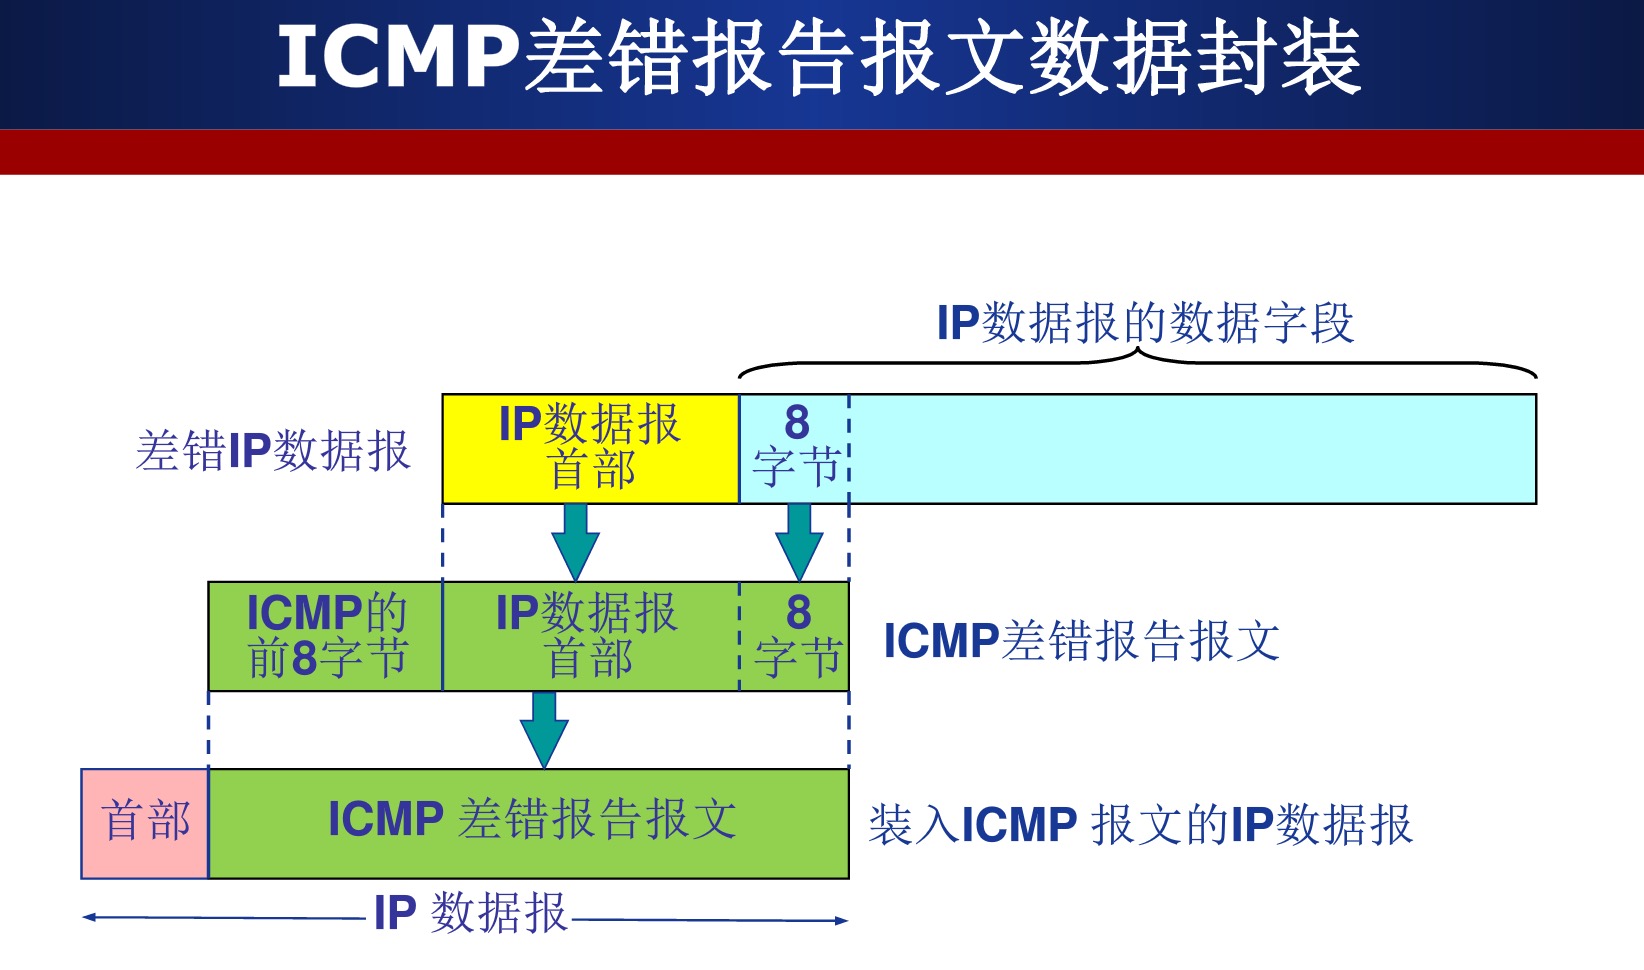 ICMP差错报告报文数据封装
IP数据报的数据字段
差错IP数据报
IP数据报
首部
8
字节
ICMP的
前8字节
IP数据报
首部
8
字节
ICMP差错报告报文
首部
ICMP 差错报告报文
装入ICMP 报文的IP数据报
IP 数据报